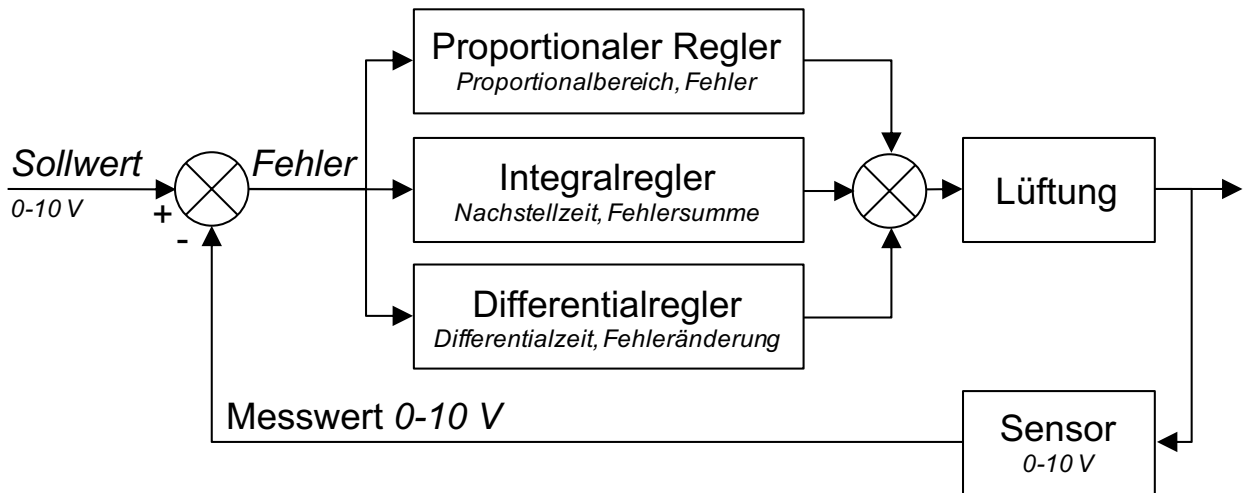 Proportionaler Regler
Proportionalbereich, Fehler
Sollwert
0-10 V
+
-
Fehler
Integralregler
Nachstellzeit, Fehlersumme
Lüftung
Differentialregler
Differentialzeit, Fehleränderung
Messwert 0-10 V
Sensor
0-10 V